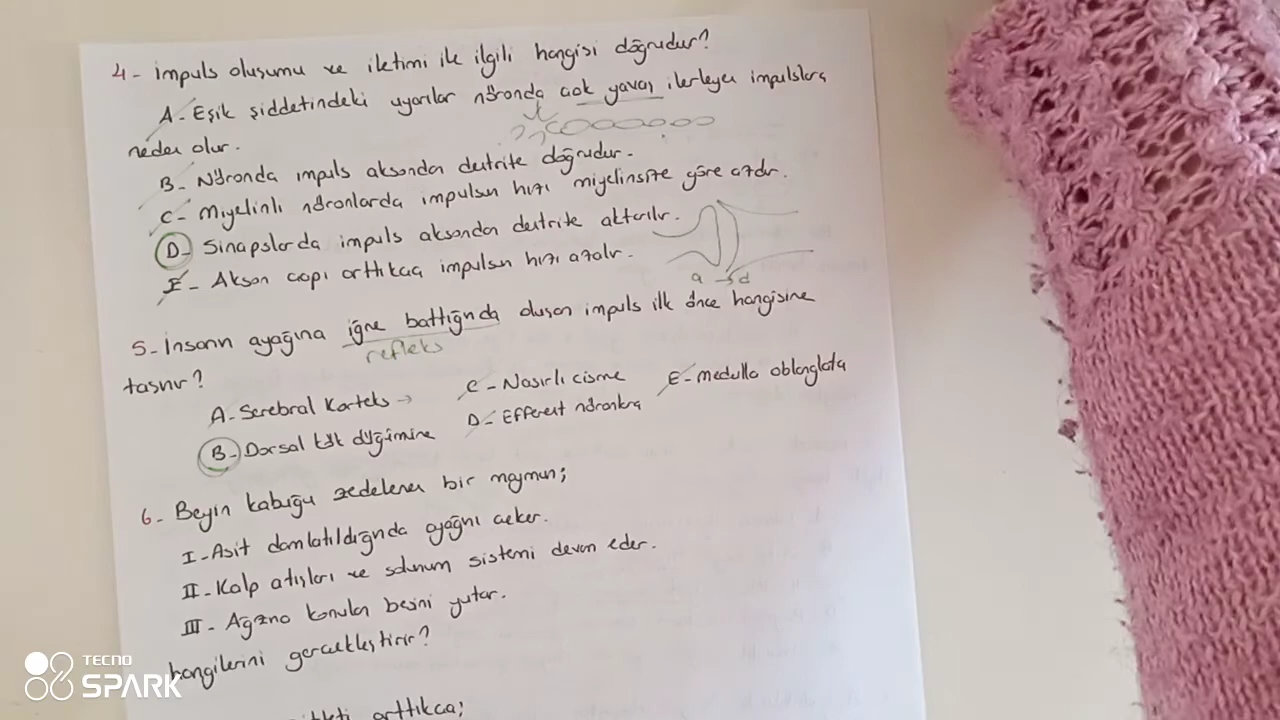 4- impuls oluşumu ve iletimi ile ilgili hangisi doğrudur?
A- Eşik şiddetindeki uyarılar nöronda çok yavaş ilerleyen impulslara
neden olur.
B- Nöronda impuls aksondan dentrite doğrudur.
C- Miyelinli nöronlarda impulsun hızı miyelinsize göre azdır.
D- Sinapslarda impuls aksondan dentrite aktarılır.
E- Akson çapı arttıkça impulsun hızı azalır.
a → d
5- İnsanın ayağına iğne battığında oluşan impuls ilk önce hangisine
refleks
taşınır?
A- Serebral Korteks →
C- Nasırlı cisme
E- medulla oblanglata
B- Dorsal kök düğümüne
D- Efferent nöronlara
6- Beyin kabuğu zedelenen bir maymun;
I- Asit damlatıldığında ayağını çeker.
II- Kalp atışları ve solunum sistemi devam eder.
III- Ağzına konulan besini yutar.
hangilerini gerçekleştirir?
arttıkça;
TECNO
SPARK